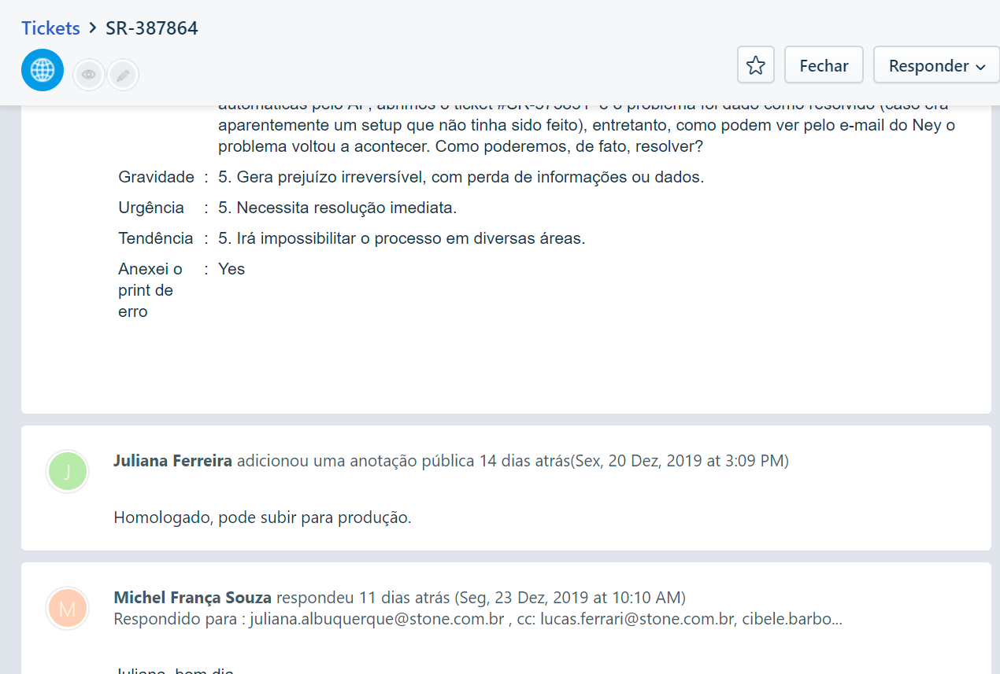 Tickets > SR-387864
Fechar
Responder
automáticas pelo AP, abrimos o ticket e o problema foi dado como resolvido (caso era
aparentemente um setup que não tinha sido feito), entretanto, como podem ver pelo e-mail do Ney o
problema voltou a acontecer. Como poderemos, de fato, resolver?
Gravidade : 5. Gera prejuízo irreversível, com perda de informações ou dados.
Urgência : 5. Necessita resolução imediata.
Tendência : 5. Irá impossibilitar o processo em diversas áreas.
Anexei o : Yes
print de
erro
J
Juliana Ferreira adicionou uma anotação pública 14 dias atrás(Sex, 20 Dez, 2019 at 3:09 PM)
Homologado, pode subir para produção.
M
Michel França Souza respondeu 11 dias atrás (Seg, 23 Dez, 2019 at 10:10 AM)
Respondido para : juliana.albuquerque@stone.com.br , cc: lucas.ferrari@stone.com.br, cibele.barbo...
Juliana, bom dia